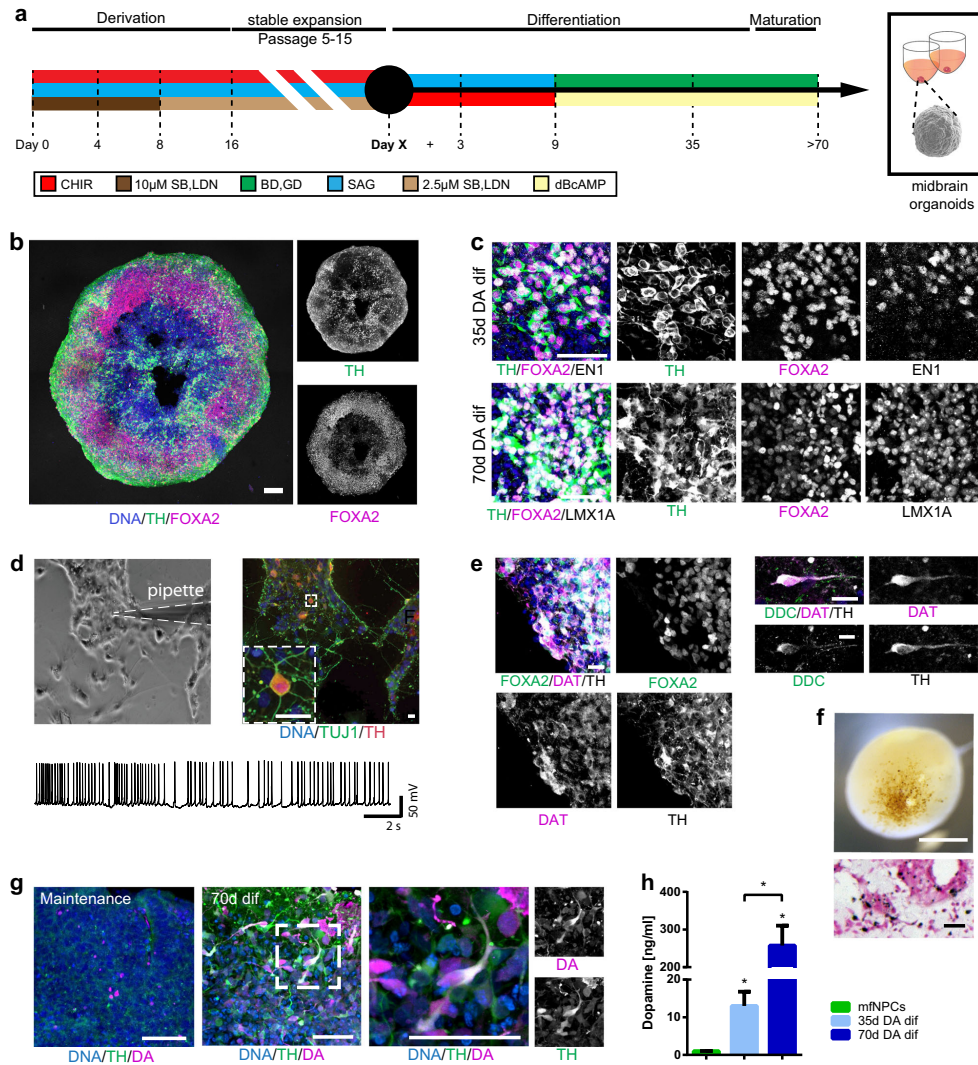 a
Derivation
stable expansion
Passage 5-15
Differentiation
Maturation
Day 0
4
8
16
Day X
+
3
9
35
>70
CHIR
10µM SB,LDN
BD,GD
SAG
2.5µM SB,LDN
dBcAMP
midbrain
organoids
b
DNA/TH/FOXA2
TH
FOXA2
c
35d DA dif
TH/FOXA2/EN1
TH
FOXA2
EN1
70d DA dif
TH/FOXA2/LMX1A
TH
FOXA2
LMX1A
d
pipette
DNA/TUJ1/TH
50 mV
2 s
e
FOXA2/DAT/TH
FOXA2
DAT
TH
DDC/DAT/TH
DAT
DDC
TH
f
g
Maintenance
DNA/TH/DA
70d dif
DNA/TH/DA
DNA/TH/DA
DA
TH
h
Dopamine [ng/ml]
400
300
200
20
10
0
*
*
*
mfNPCs
35d DA dif
70d DA dif